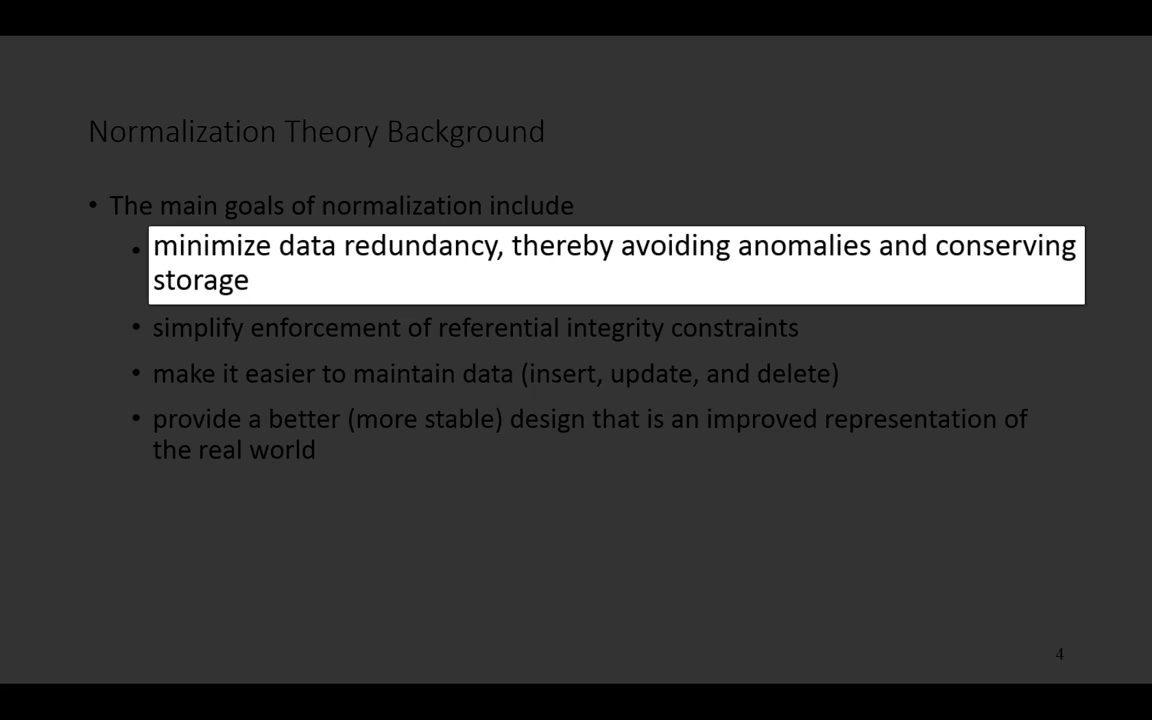 Normalization Theory Background
• The main goals of normalization include
• minimize data redundancy, thereby avoiding anomalies and conserving
storage
• simplify enforcement of referential integrity constraints
• make it easier to maintain data (insert, update, and delete)
• provide a better (more stable) design that is an improved representation of
the real world
4